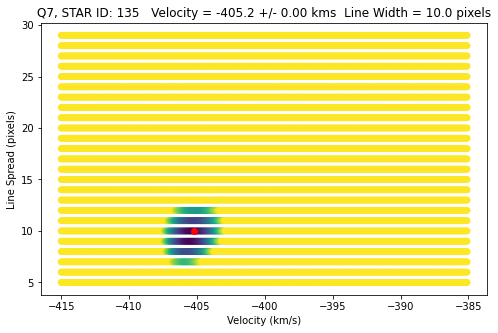 Q7, STAR ID: 135   Velocity = -405.2 +/- 0.00 kms  Line Width = 10.0 pixels
30
25
20
15
10
5
Line Spread (pixels)
−415 −410 −405 −400 −395 −390 −385
Velocity (km/s)